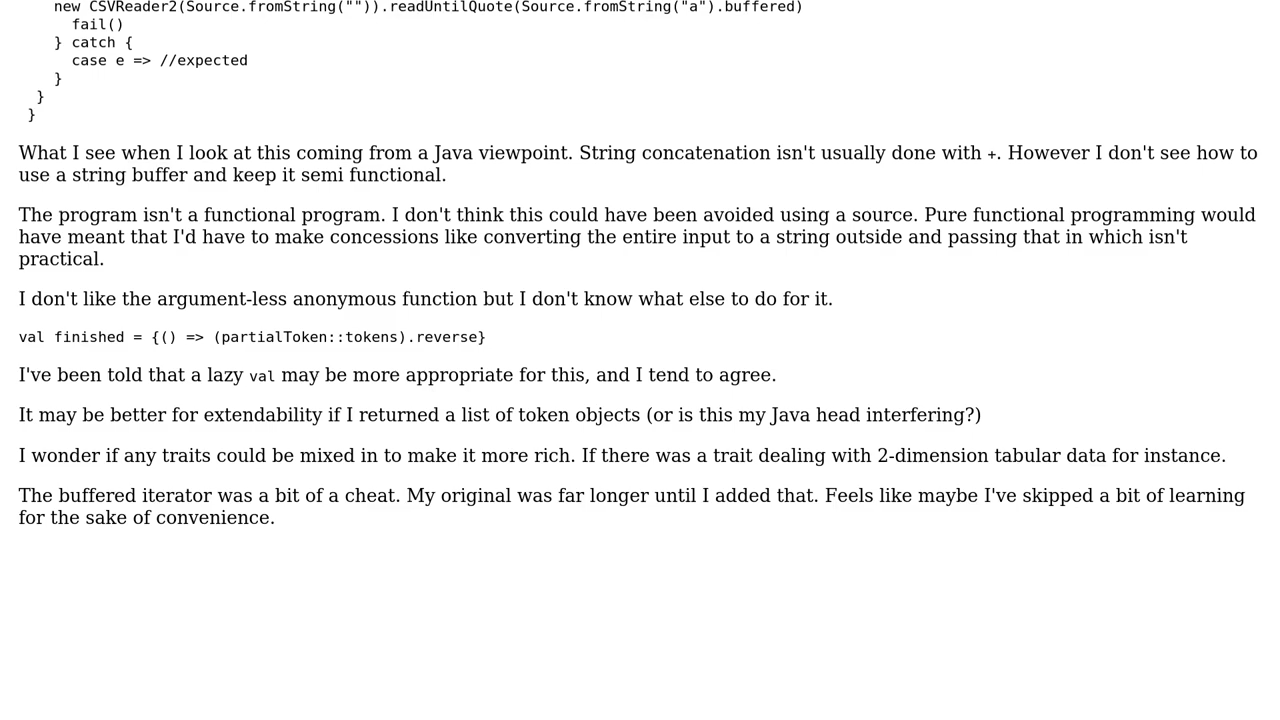 new CSVReader2(Source.fromString("")).readUntilQuote(Source.fromString("a").buffered)
fail()
} catch {
case e => //expected
}
}
}
What I see when I look at this coming from a Java viewpoint. String concatenation isn't usually done with +. However I don't see how to
use a string buffer and keep it semi functional.
The program isn't a functional program. I don't think this could have been avoided using a source. Pure functional programming would
have meant that I'd have to make concessions like converting the entire input to a string outside and passing that in which isn't
practical.
I don't like the argument-less anonymous function but I don't know what else to do for it.
val finished = {() => (partialToken::tokens).reverse}
I've been told that a lazy val may be more appropriate for this, and I tend to agree.
It may be better for extendability if I returned a list of token objects (or is this my Java head interfering?)
I wonder if any traits could be mixed in to make it more rich. If there was a trait dealing with 2-dimension tabular data for instance.
The buffered iterator was a bit of a cheat. My original was far longer until I added that. Feels like maybe I've skipped a bit of learning
for the sake of convenience.